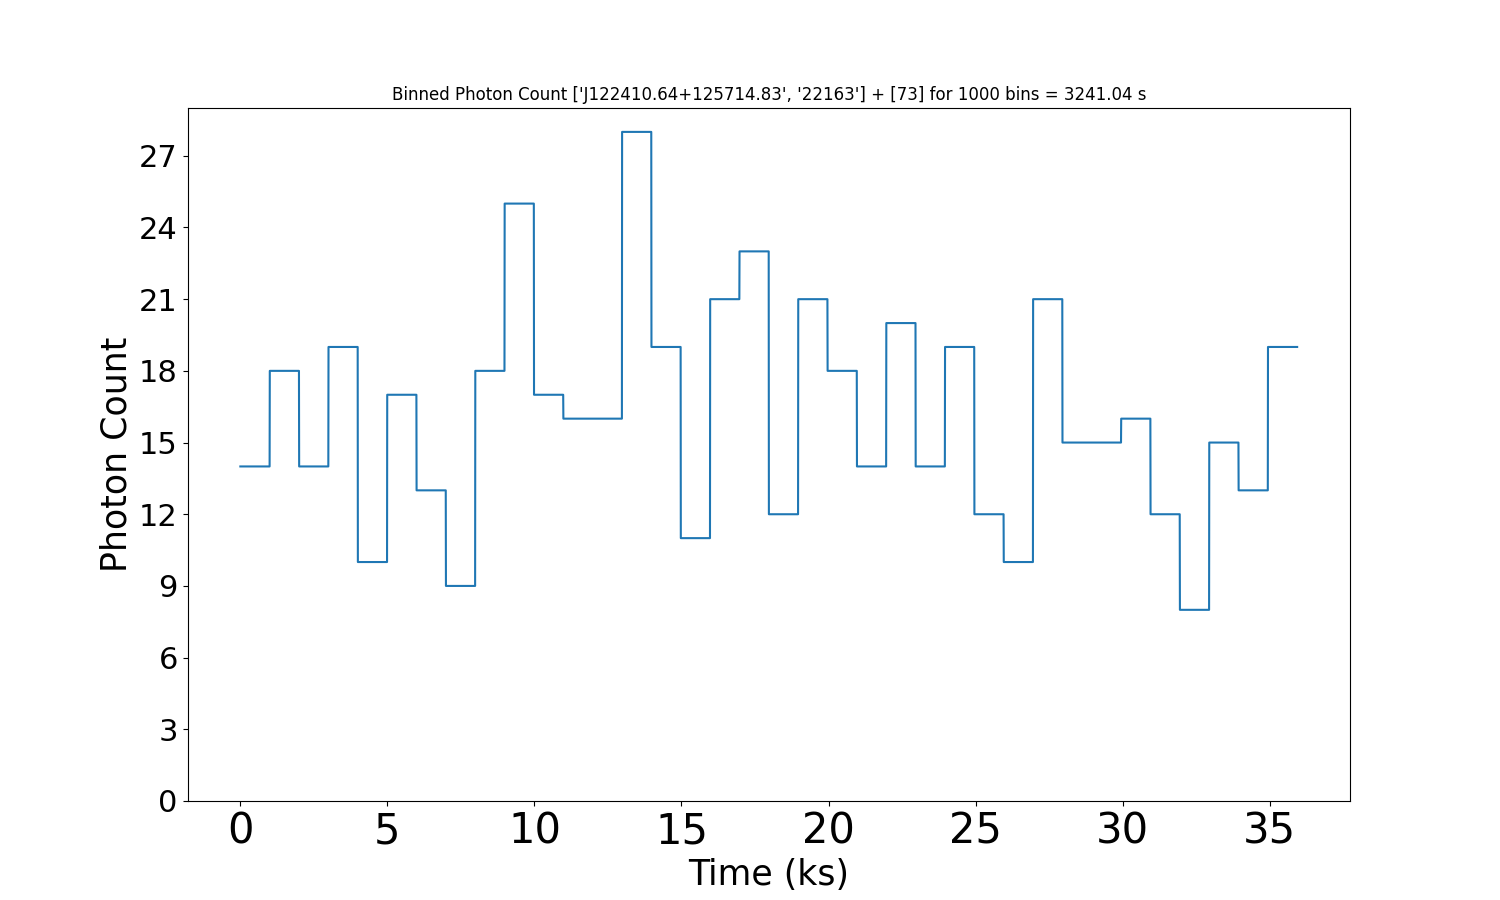 Binned Photon Count ['J122410.64+125714.83', '22163'] + [73] for 1000 bins = 3241.04 s
27
24
21
18
15
12
9
6
3
0
Photon Count
0 5 10 15 20 25 30 35
Time (ks)